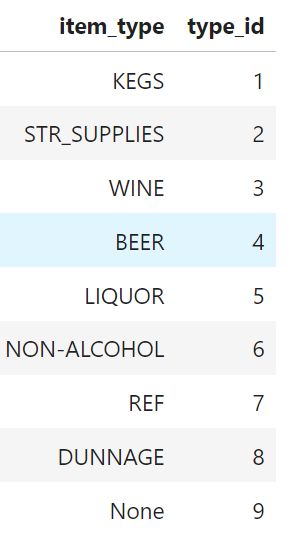 item_type type_id
KEGS 1
STR_SUPPLIES 2
WINE 3
BEER 4
LIQUOR 5
NON-ALCOHOL 6
REF 7
DUNNAGE 8
None 9